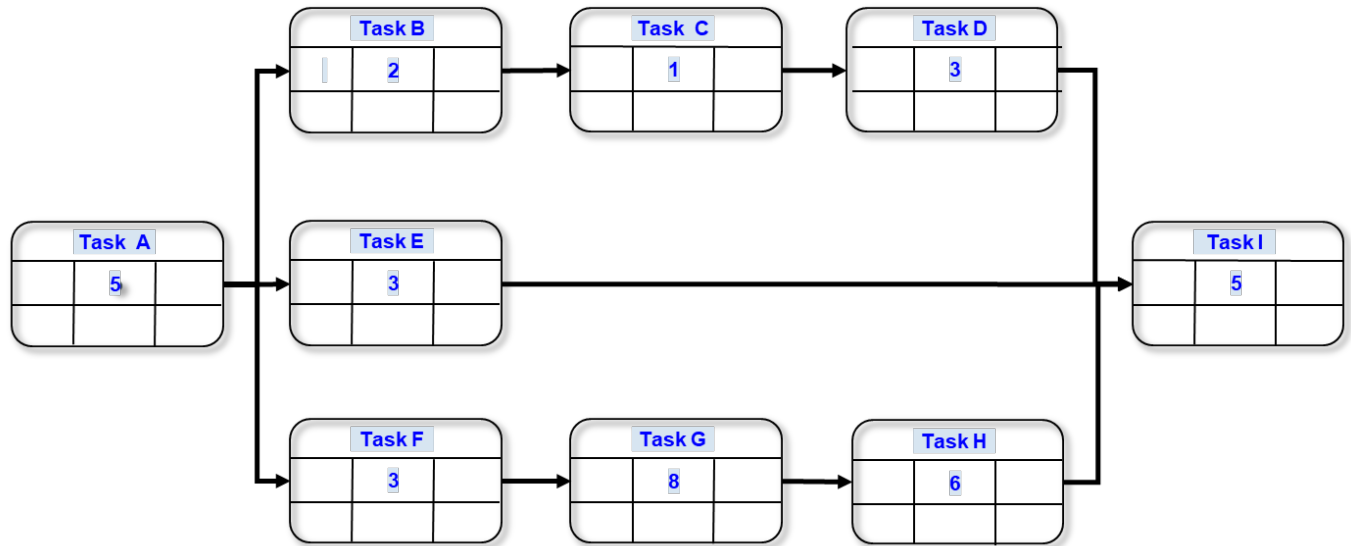 Task B
2
Task C
1
Task D
3
Task A
5
Task E
3
Task I
5
Task F
3
Task G
8
Task H
6